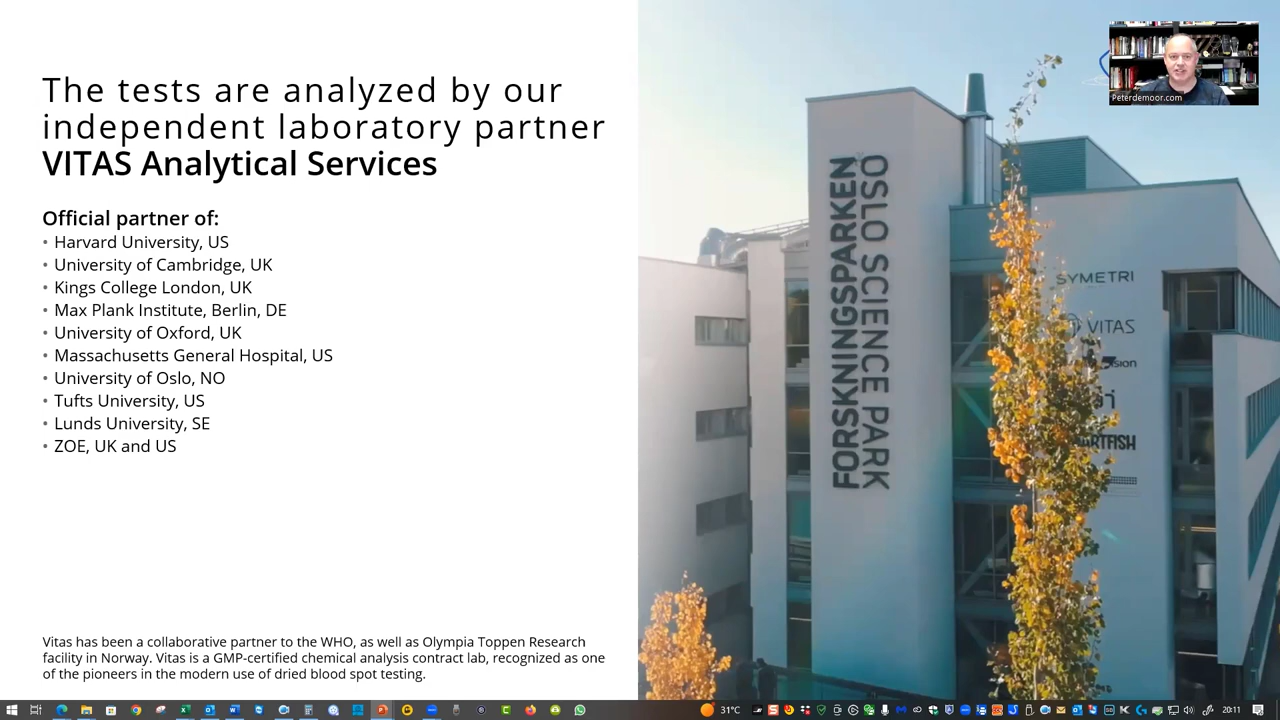 The tests are analyzed by our
independent laboratory partner
VITAS Analytical Services
Official partner of:
• Harvard University, US
• University of Cambridge, UK
• Kings College London, UK
• Max Plank Institute, Berlin, DE
• University of Oxford, UK
• Massachusetts General Hospital, US
• University of Oslo, NO
• Tufts University, US
• Lunds University, SE
• ZOE, UK and US
Vitas has been a collaborative partner to the WHO, as well as Olympia Toppen Research
facility in Norway. Vitas is a GMP-certified chemical analysis contract lab, recognized as one
of the pioneers in the modern use of dried blood spot testing.
FORSKNINGSPARKEN
OSLO SCIENCE PARK
SYMETRI
VITAS
Peterdemoor.com
31°C
20:11